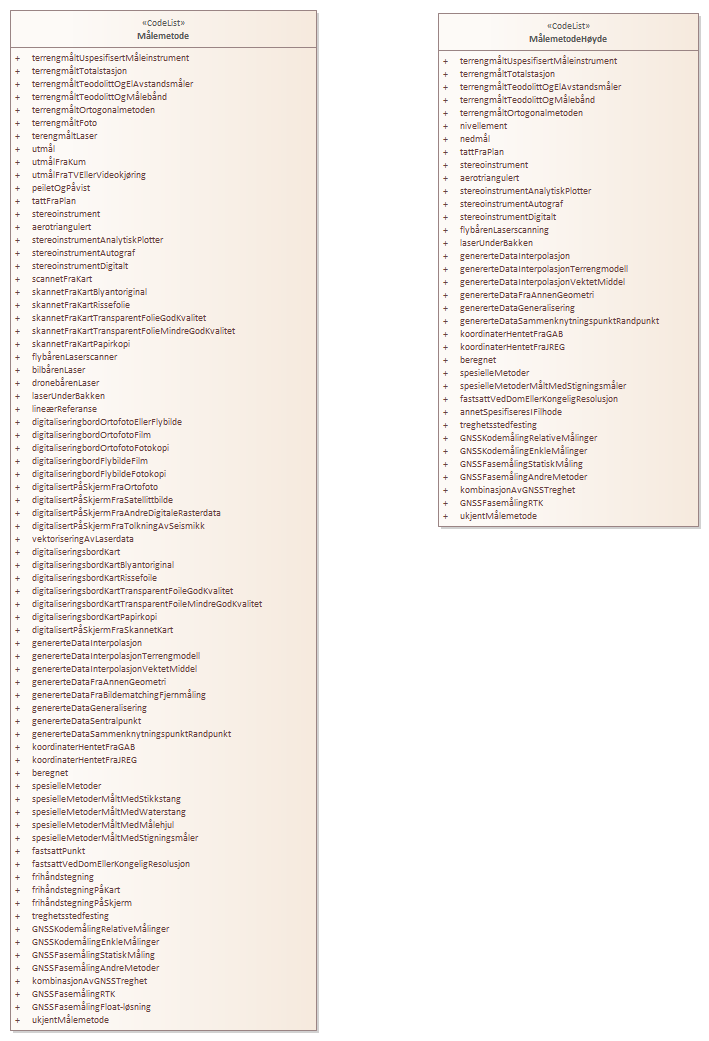 «CodeList»
Målemetode
+ terrengmåltUspesifisertMåleinstrument
+ terrengmåltTotalstasjon
+ terrengmåltTeodolittOgElAvstandsmåler
+ terrengmåltTeodolittOgMålebånd
+ terrengmåltOrtogonalmetoden
+ terrengmåltFoto
+ terengmåltLaser
+ utmål
+ utmålFraKum
+ utmålFraTVEllerVideokjøring
+ peiletOgPåvist
+ tattFraPlan
+ stereoinstrument
+ aerotriangulert
+ stereoinstrumentAnalytiskPlotter
+ stereoinstrumentAutograf
+ stereoinstrumentDigitalt
+ scannetFraKart
+ skannetFraKartBlyantoriginal
+ skannetFraKartRissefolie
+ skannetFraKartTransparentFolieGodKvalitet
+ skannetFraKartTransparentFolieMindreGodKvalitet
+ skannetFraKartPapirkopi
+ flybårenLaserscanner
+ bilbårenLaser
+ dronebårenLaser
+ laserUnderBakken
+ lineærReferanse
+ digitaliseringbordOrtofotoEllerFlybilde
+ digitaliseringbordOrtofotoFilm
+ digitaliseringbordOrtofotoFotokopi
+ digitaliseringbordFlybildeFilm
+ digitaliseringbordFlybildeFotokopi
+ digitalisertPåSkjermFraOrtofoto
+ digitalisertPåSkjermFraSatellittbilde
+ digitalisertPåSkjermFraAndreDigitaleRasterdata
+ digitalisertPåSkjermFraTolkningAvSeismikk
+ vektoriseringAvLaserdata
+ digitaliseringsbordKart
+ digitaliseringsbordKartBlyantoriginal
+ digitaliseringsbordKartRissefoile
+ digitaliseringsbordKartTransparentFoileGodKvalitet
+ digitaliseringsbordKartTransparentFoileMindreGodKvalitet
+ digitaliseringsbordKartPapirkopi
+ digitalisertPåSkjermFraSkannetKart
+ genererteDataInterpolasjon
+ genererteDataInterpolasjonTerrengmodell
+ genererteDataInterpolasjonVektetMiddel
+ genererteDataFraAnnenGeometri
+ genererteDataFraBildematchingFjernmåling
+ genererteDataGeneralisering
+ genererteDataSentralpunkt
+ genererteDataSammenknytningspunktRandpunkt
+ koordinaterHentetFraGAB
+ koordinaterHentetFraJREG
+ beregnet
+ spesielleMetoder
+ spesielleMetoderMåltMedStikkstang
+ spesielleMetoderMåltMedWaterstang
+ spesielleMetoderMåltMedMålehjul
+ spesielleMetoderMåltMedStigningsmåler
+ fastsattPunkt
+ fastsattVedDomEllerKongeligResolusjon
+ frihåndstegning
+ frihåndstegningPåKart
+ frihåndstegningPåSkjerm
+ treghetsstedfesting
+ GNSSKodemålingRelativeMålinger
+ GNSSKodemålingEnkleMålinger
+ GNSSFasemålingStatiskMåling
+ GNSSFasemålingAndreMetoder
+ kombinasjonAvGNSSTreghet
+ GNSSFasemålingRTK
+ GNSSFasemålingFloat-løsning
+ ukjentMålemetode
«CodeList»
MålemetodeHøyde
+ terrengmåltUspesifisertMåleinstrument
+ terrengmåltTotalstasjon
+ terrengmåltTeodolittOgElAvstandsmåler
+ terrengmåltTeodolittOgMålebånd
+ terrengmåltOrtogonalmetoden
+ nivellement
+ nedmål
+ tattFraPlan
+ stereoinstrument
+ aerotriangulert
+ stereoinstrumentAnalytiskPlotter
+ stereoinstrumentAutograf
+ stereoinstrumentDigitalt
+ flybårenLaserscanning
+ laserUnderBakken
+ genererteDataInterpolasjon
+ genererteDataInterpolasjonTerrengmodell
+ genererteDataInterpolasjonVektetMiddel
+ genererteDataFraAnnenGeometri
+ genererteDataGeneralisering
+ genererteDataSammenknytningspunktRandpunkt
+ koordinaterHentetFraGAB
+ koordinaterHentetFraJREG
+ beregnet
+ spesielleMetoder
+ spesielleMetoderMåltMedStigningsmåler
+ fastsattVedDomEllerKongeligResolusjon
+ annetSpesifiseresIFilhode
+ treghetsstedfesting
+ GNSSKodemålingRelativeMålinger
+ GNSSKodemålingEnkleMålinger
+ GNSSFasemålingStatiskMåling
+ GNSSFasemålingAndreMetoder
+ kombinasjonAvGNSSTreghet
+ GNSSFasemålingRTK
+ ukjentMålemetode